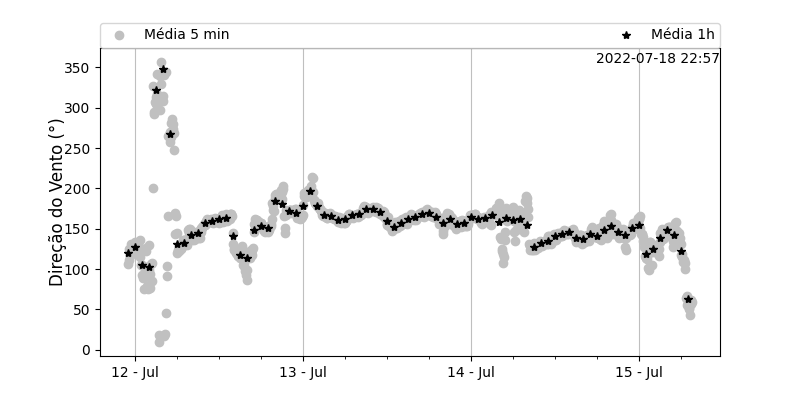 Média 5 min
Média 1h
2022-07-18 22:57
Direção do Vento (°)
350
300
250
200
150
100
50
0
12 - Jul
13 - Jul
14 - Jul
15 - Jul